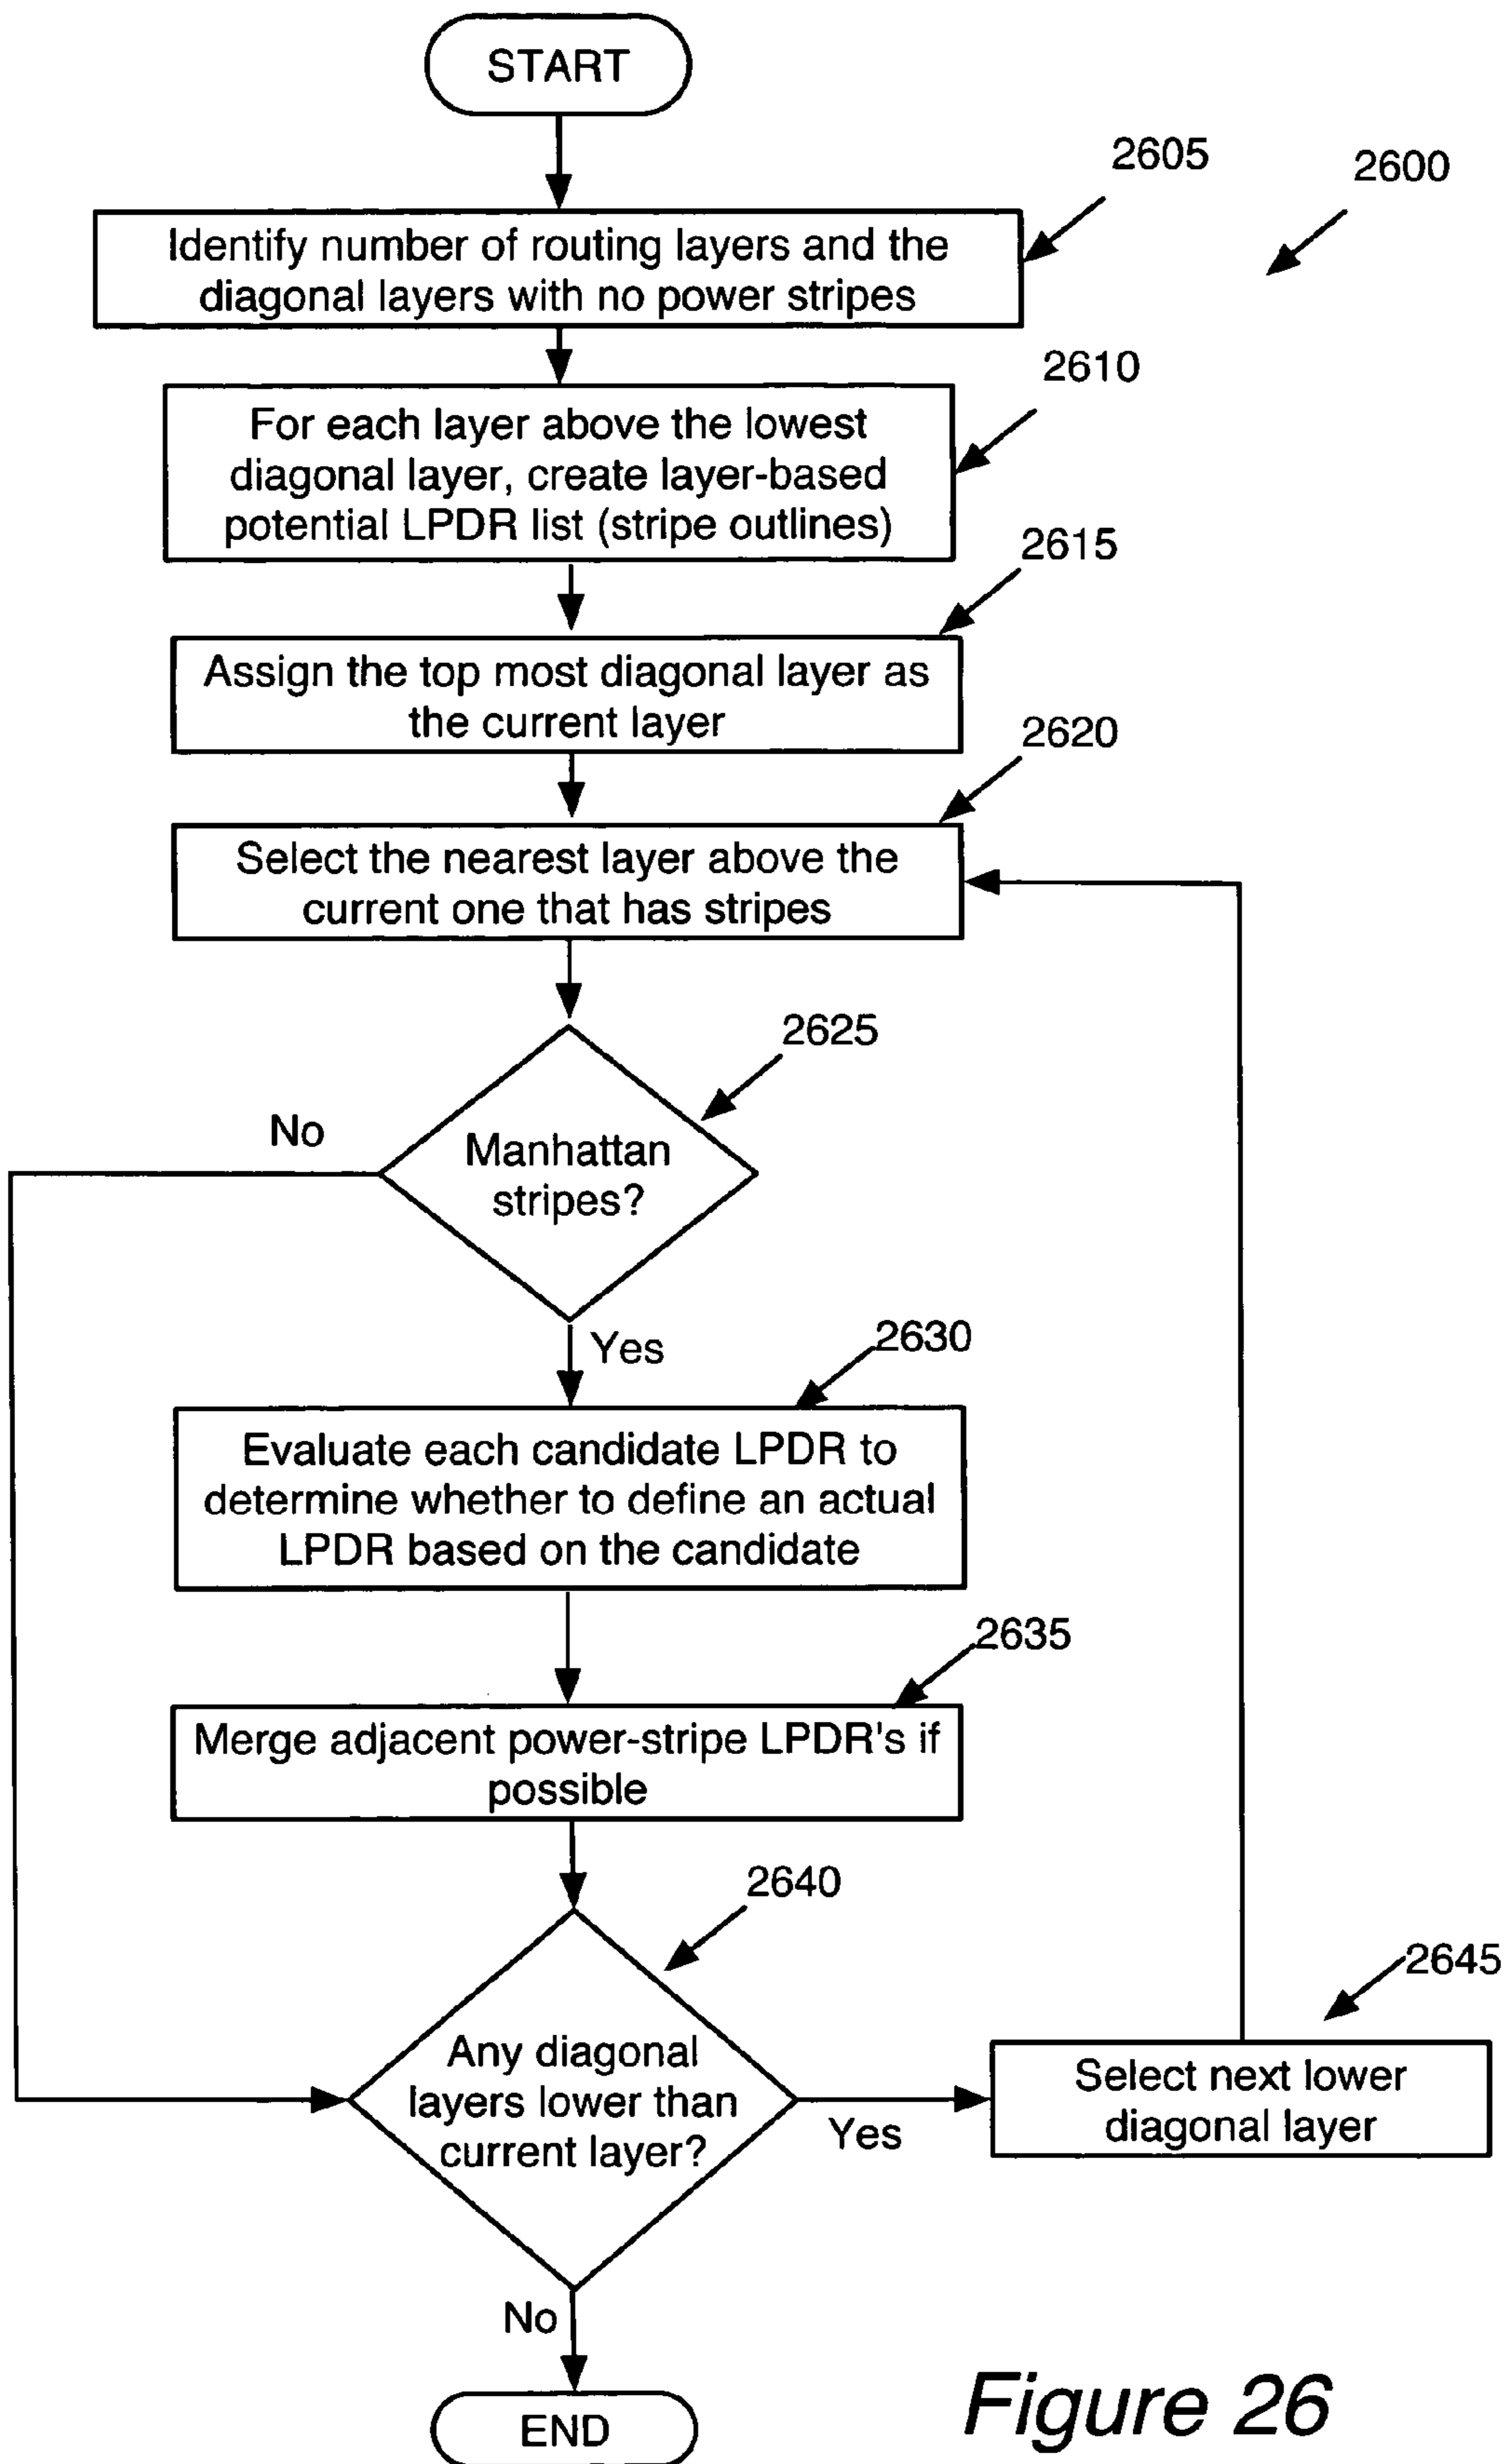 START
2605
2600
Identify number of routing layers and the
diagonal layers with no power stripes
2610
For each layer above the lowest
diagonal layer, create layer-based
potential LPDR list (stripe outlines)
2615
Assign the top most diagonal layer as
the current layer
2620
Select the nearest layer above the
current one that has stripes
2625
No
Manhattan
stripes?
Yes
2630
Evaluate each candidate LPDR to
determine whether to define an actual
LPDR based on the candidate
2635
Merge adjacent power-stripe LPDR's if
possible
2640
2645
Any diagonal
layers lower than
current layer?
Yes
Select next lower
diagonal layer
No
END
Figure 26